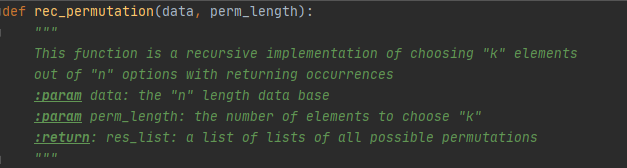 def rec_permutation(data, perm_length):
"""
This function is a recursive implementation of choosing "k" elements
out of "n" options with returning occurrences
:param data: the "n" length data base
:param perm_length: the number of elements to choose "k"
:return: res_list: a list of lists of all possible permutations
"""